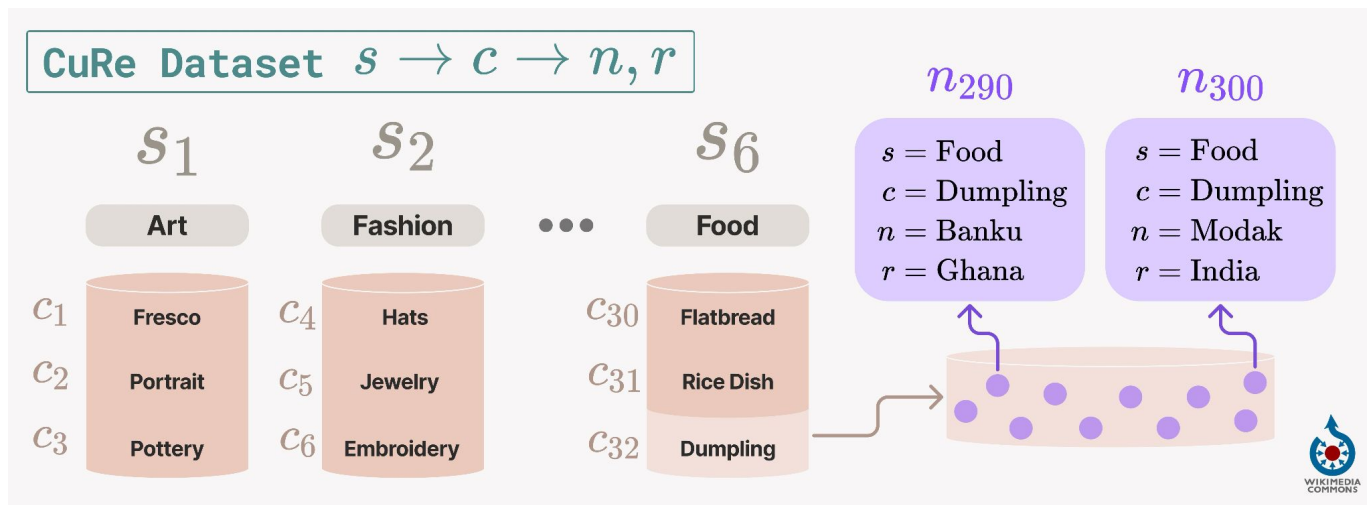 CuRe Dataset s → c → n, r
s₁
s₂
s₆
n₂₉₀
n₃₀₀
Art
Fashion
•••
Food
c₁ Fresco
c₂ Portrait
c₃ Pottery
c₄ Hats
c₅ Jewelry
c₆ Embroidery
c₃₀ Flatbread
c₃₁ Rice Dish
c₃₂ Dumpling
s = Food
c = Dumpling
n = Banku
r = Ghana
s = Food
c = Dumpling
n = Modak
r = India
WIKIMEDIA
COMMONS